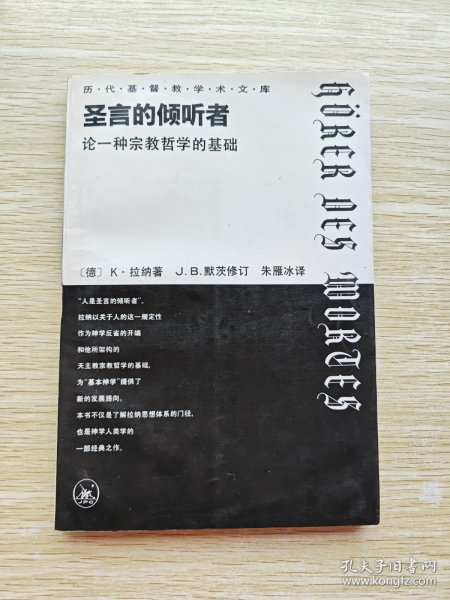 历·代·基·督·教·学·术·文·库
圣言的倾听者
论一种宗教哲学的基础
〔德〕K·拉纳著 J.B.默茨修订 朱雁冰译
HÖRER DES WORTES
“人是圣言的倾听者”。
拉纳以关于人的这一规定性
作为神学反省的开端
和他所架构的
天主教宗教哲学的基础,
为“基本神学”提供了
新的发展路向。
本书不仅是了解拉纳思想体系的门径,
也是神学人类学的
一部经典之作。
JPC
孔夫子旧书网
www.kongfz.com